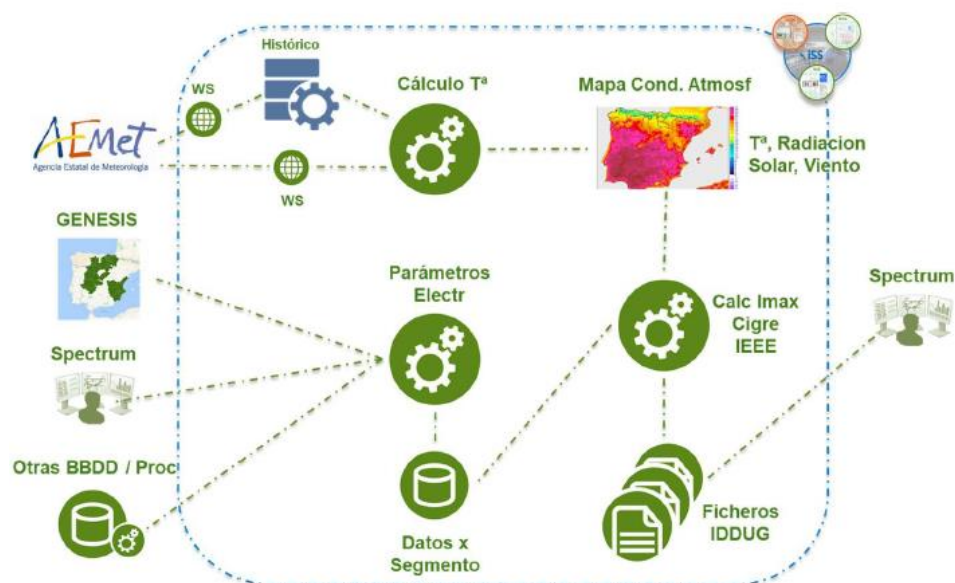 Histórico
WS
Cálculo Tª
Mapa Cond. Atmosf
iSS
AEMet
Agencia Estatal de Meteorología
Tª, Radiacion
Solar, Viento
WS
GENESIS
Parámetros
Electr
Calc Imax
Cigre
IEEE
Spectrum
Spectrum
Otras BBDD / Proc
Datos x
Segmento
Ficheros
IDDUG